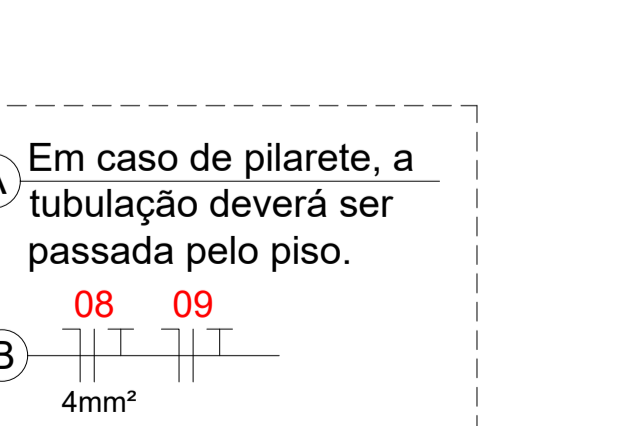 A Em caso de pilarete, a
tubulação deverá ser
passada pelo piso.
08 09
B
4mm²